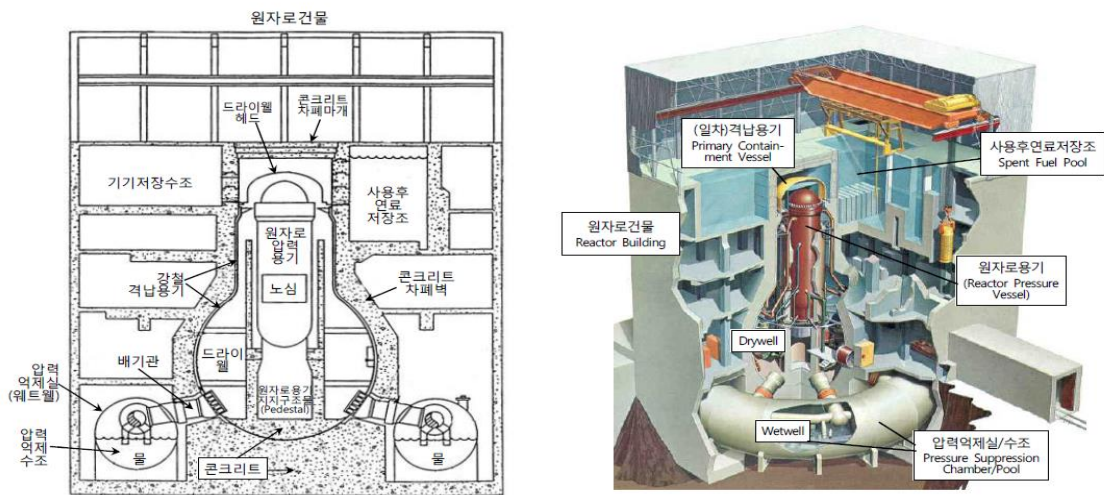 원자로건물
드라이웰
헤드
콘크리트
차폐마개
기기저장수조
사용후
연료
저장조
원자로
압력
용기
강철
격납용기
노심
콘크리트
차폐벽
배기관
드라이
웰
압력
억제실
(웨트웰)
원자로용기
지지구조물
(Pedestal)
압력
억제
수조
물
콘크리트
물
(일차)격납용기
Primary Contain-
ment Vessel
사용후연료저장조
Spent Fuel Pool
원자로건물
Reactor Building
원자로용기
(Reactor Pressure
Vessel)
Drywell
Wetwell
압력억제실/수조
Pressure Suppression
Chamber/Pool